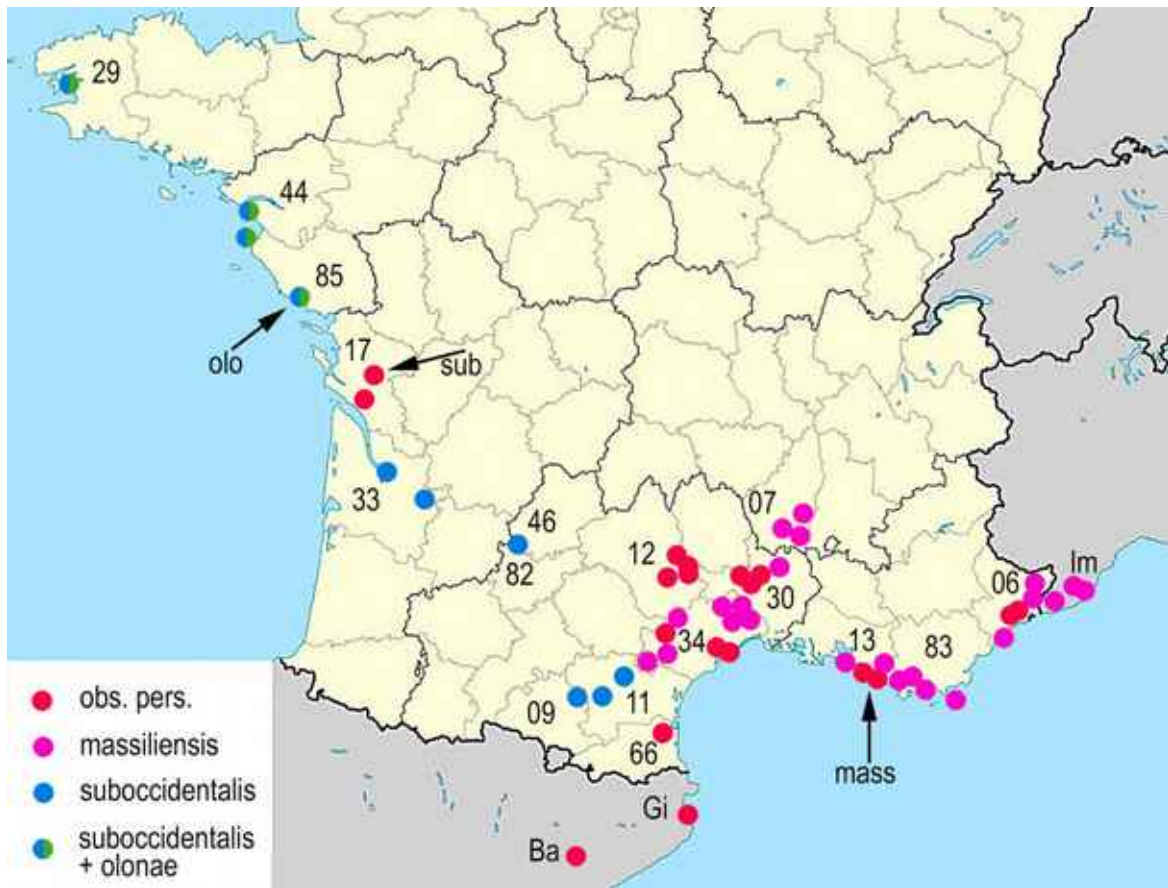 29
44
85
olo
17
sub
33
46
07
12
82
30
06
Im
34
13
83
09
11
66
mass
Gi
Ba
obs. pers.
massiliensis
suboccidentalis
suboccidentalis
+ olonae